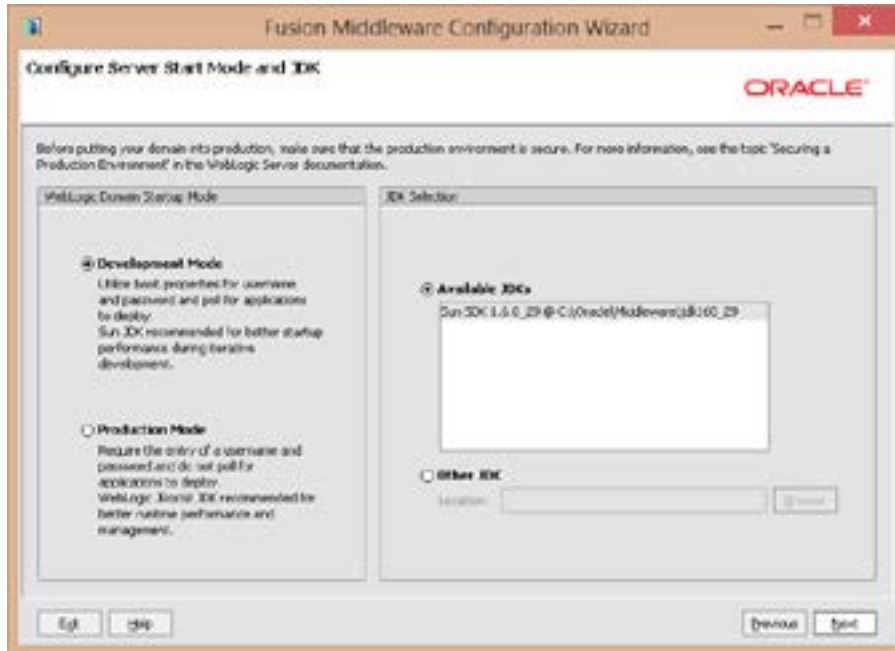 Fusion Middleware Configuration Wizard
Configure Server Start Mode and JDK
ORACLE
Before putting your domain into production, make sure that the production environment is secure. For more information, see the topic 'Securing a
Production Environment' in the WebLogic Server documentation.
WebLogic Domain Startup Mode
Development Mode
Utilize boot.properties for username
and password and poll for applications
to deploy.
Sun JDK recommended for better startup
performance during iterative
development.
Production Mode
Require the entry of a username and
password and do not poll for
applications to deploy.
WebLogic Jrockit JDK recommended for
better runtime performance and
management.
JDK Selection
Available JDKs
Sun SDK 1.6.0_29 @ C:\Oracle\Middleware\jdk160_29
Other JDK
Location:
Browse
Exit
Help
Previous
Next